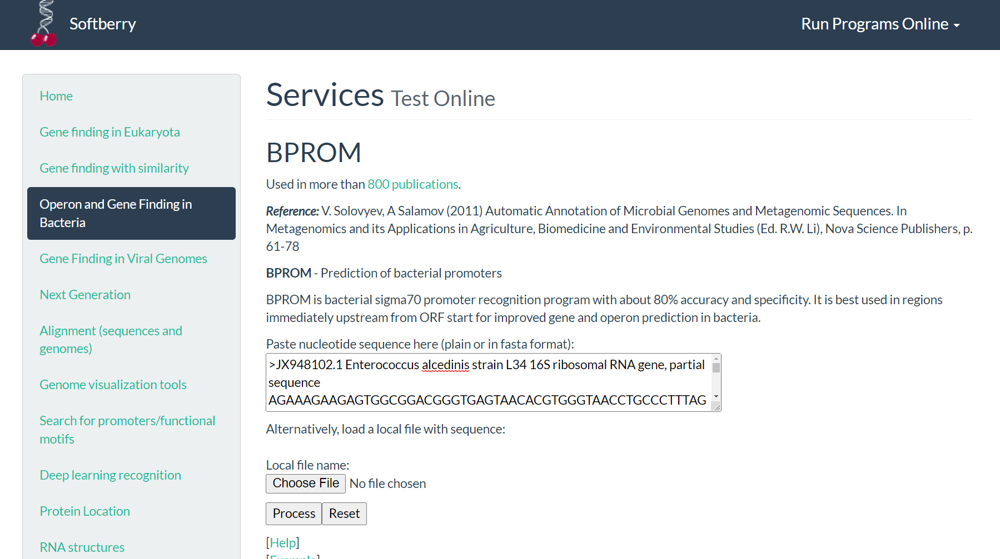 Softberry
Run Programs Online
Home
Gene finding in Eukaryota
Gene finding with similarity
Operon and Gene Finding in
Bacteria
Gene Finding in Viral Genomes
Next Generation
Alignment (sequences and
genomes)
Genome visualization tools
Search for promoters/functional
motifs
Deep learning recognition
Protein Location
RNA structures
Services Test Online
BPROM
Used in more than 800 publications.
Reference: V. Solovyev, A Salamov (2011) Automatic Annotation of Microbial Genomes and Metagenomic Sequences. In
Metagenomics and its Applications in Agriculture, Biomedicine and Environmental Studies (Ed. R.W. Li), Nova Science Publishers, p.
61-78
BPROM - Prediction of bacterial promoters
BPROM is bacterial sigma70 promoter recognition program with about 80% accuracy and specificity. It is best used in regions
immediately upstream from ORF start for improved gene and operon prediction in bacteria.
Paste nucleotide sequence here (plain or in fasta format):
>JX948102.1 Enterococcus alcedinis strain L34 16S ribosomal RNA gene, partial
sequence
AGAAAGAAGAGTGGCGGACGGGTGAGTAACACGTGGGTAACCTGCCCTTTAG
Alternatively, load a local file with sequence:
Local file name:
Choose File No file chosen
Process Reset
[Help]
[Example]